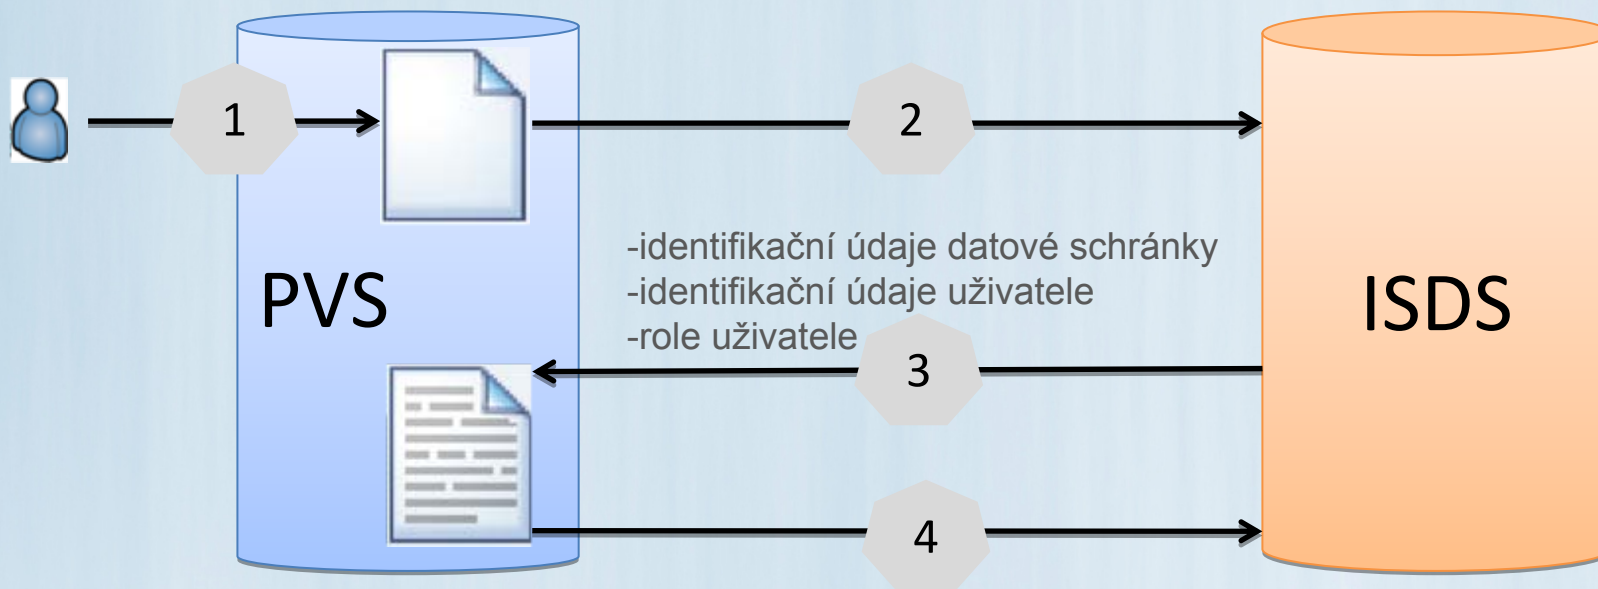 1
2
-identifikační údaje datové schránky
-identifikační údaje uživatele
-role uživatele
PVS
ISDS
3
4